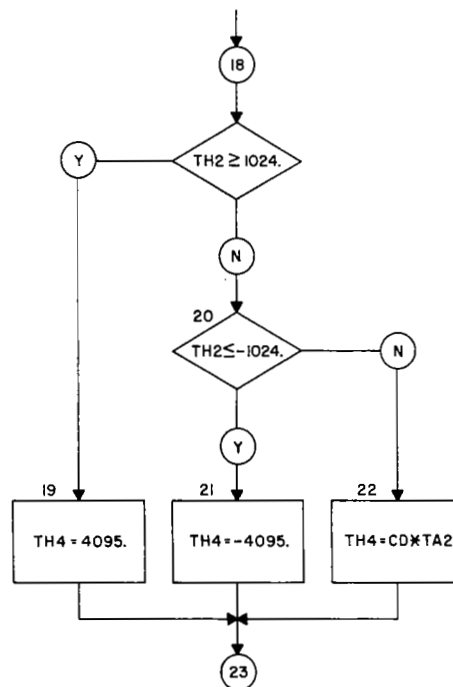 18
TH2 ≥ 1024.
Y
N
20
TH2≤-1024.
N
Y
19
TH4 = 4095.
21
TH4=-4095.
22
TH4=CD*TA2
23